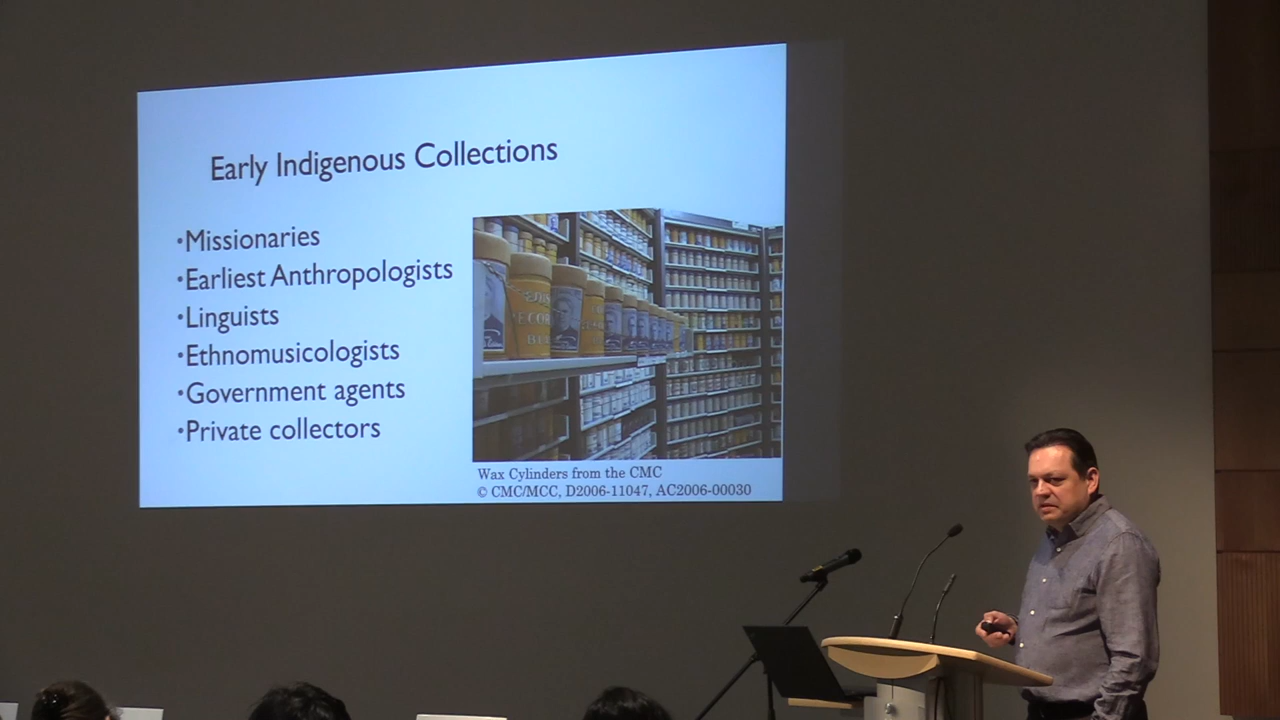 Early Indigenous Collections
•Missionaries
•Earliest Anthropologists
•Linguists
•Ethnomusicologists
•Government agents
•Private collectors
Wax Cylinders from the CMC
© CMC/MCC, D2006-11047, AC2006-00030